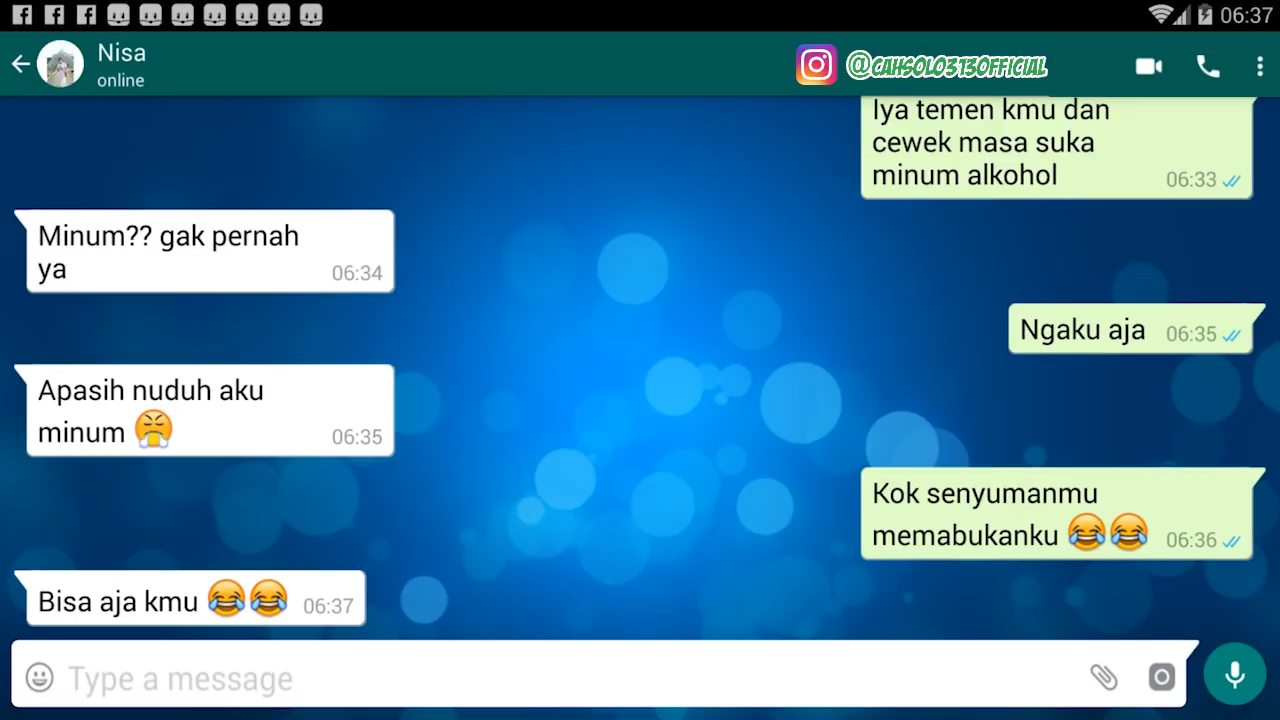 06:37
Nisa
online
@CAHSOLO313OFFICIAL
Iya temen kmu dan
cewek masa suka
minum alkohol
06:33
Minum?? gak pernah
ya
06:34
Ngaku aja
06:35
Apasih nuduh aku
minum 😤
06:35
Kok senyumanmu
memabukanku 😂😂
06:36
Bisa aja kmu 😂😂
06:37
Type a message